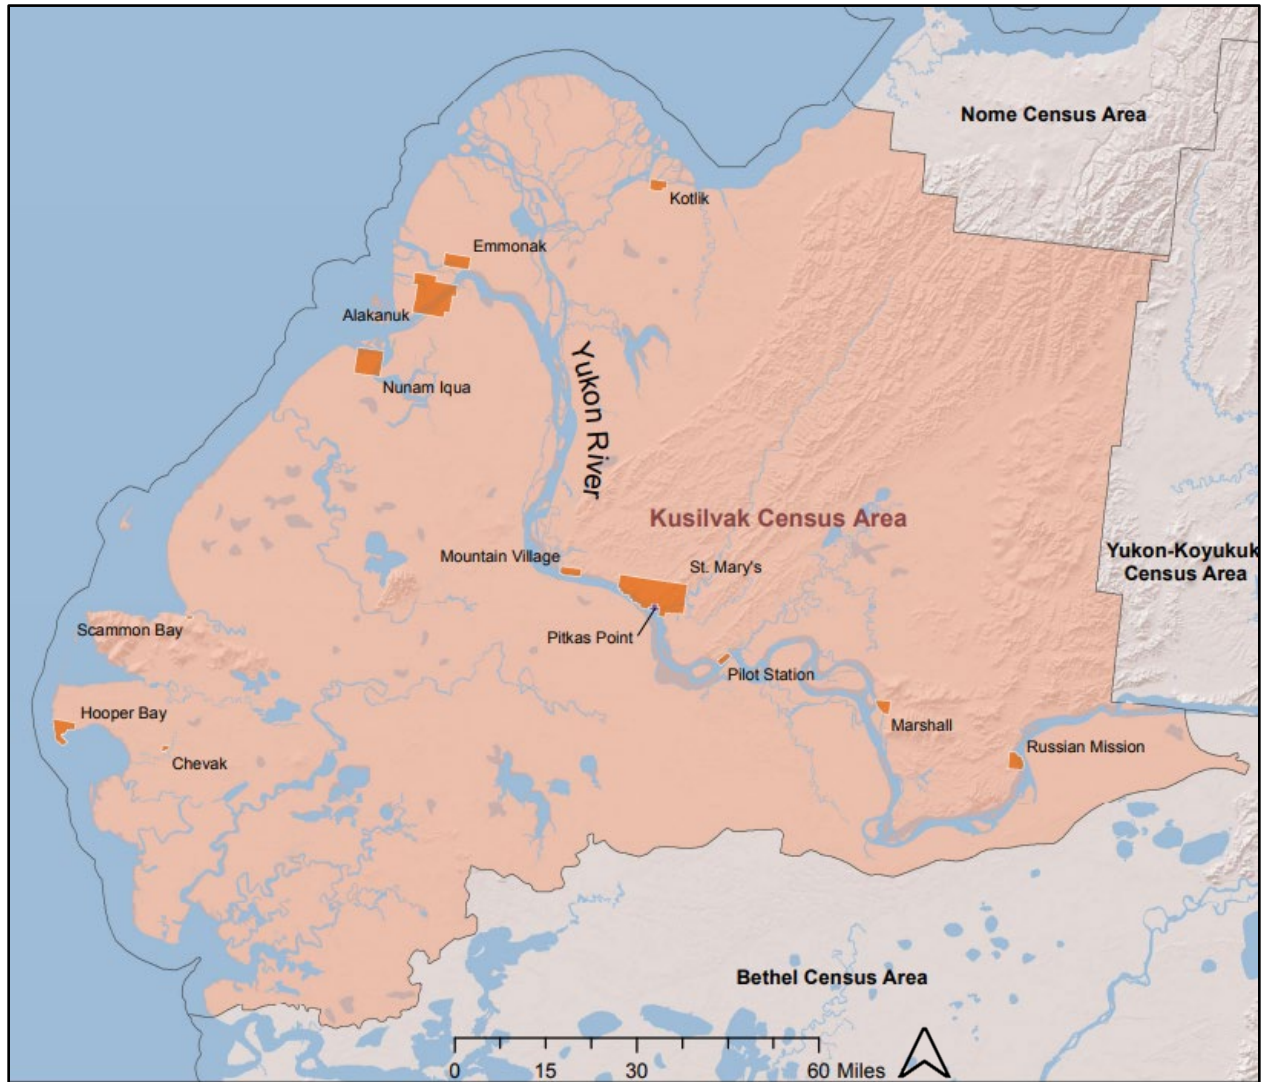 Nome Census Area
Kotlik
Emmonak
Alakanuk
Nunam Iqua
Yukon River
Kusilvak Census Area
Mountain Village
St. Mary's
Yukon-Koyukuk
Census Area
Pitkas Point
Scammon Bay
Pilot Station
Hooper Bay
Marshall
Chevak
Russian Mission
Bethel Census Area
0 15 30 60 Miles